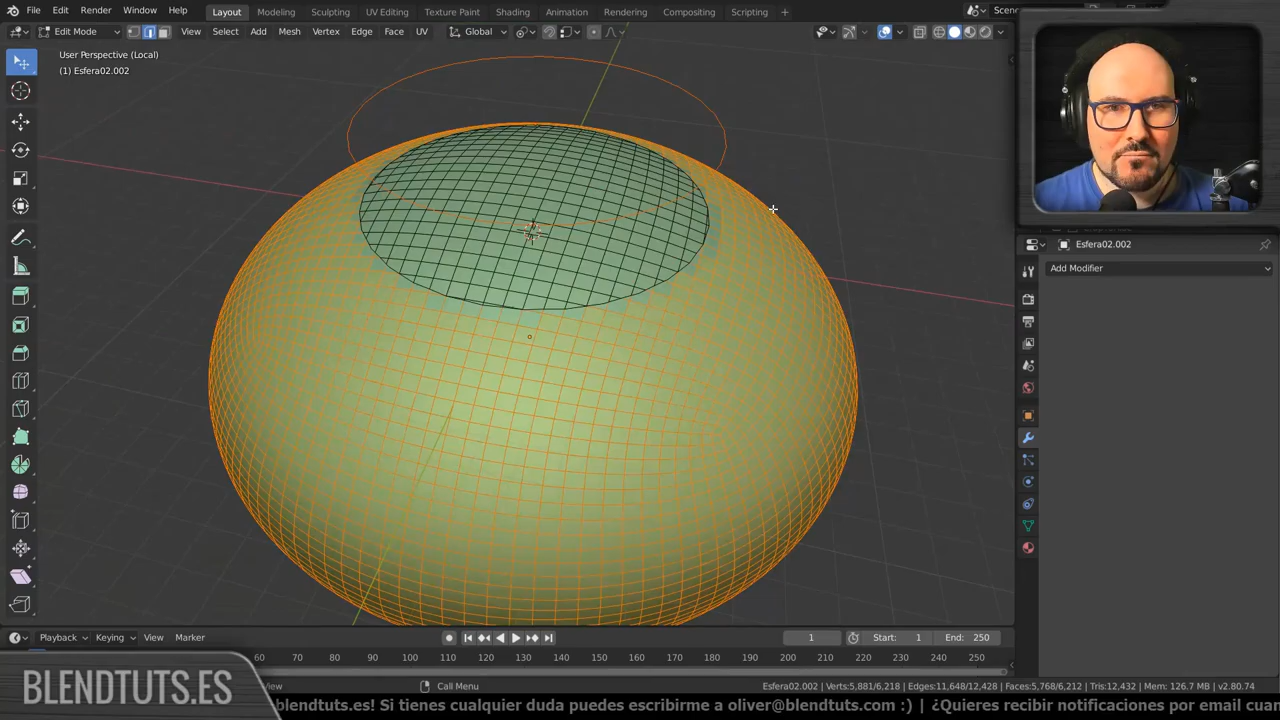 File Edit Render Window Help Layout Modeling Sculpting UV Editing Texture Paint Shading Animation Rendering Compositing Scripting + Scene
Edit Mode View Select Add Mesh Vertex Edge Face UV Global
User Perspective (Local)
(1) Esfera02.002
Esfera02.002
Add Modifier
Playback Keying View Marker 1 Start: 1 End: 250
60 70 80 90 100 110 120 130 140 150 160 170 180 190 200 210 220 230 240 250
View Call Menu Esfera02.002 | Verts:5,881/6,218 | Edges:11,648/12,428 | Faces:5,768/6,212 | Tris:12,432 | Mem: 126.7 MB | v2.80.74
BLENDTUTS.ES
blendtuts.es! Si tienes cualquier duda puedes escribirme a oliver@blendtuts.com :) | ¿Quieres recibir notificaciones por email cuan